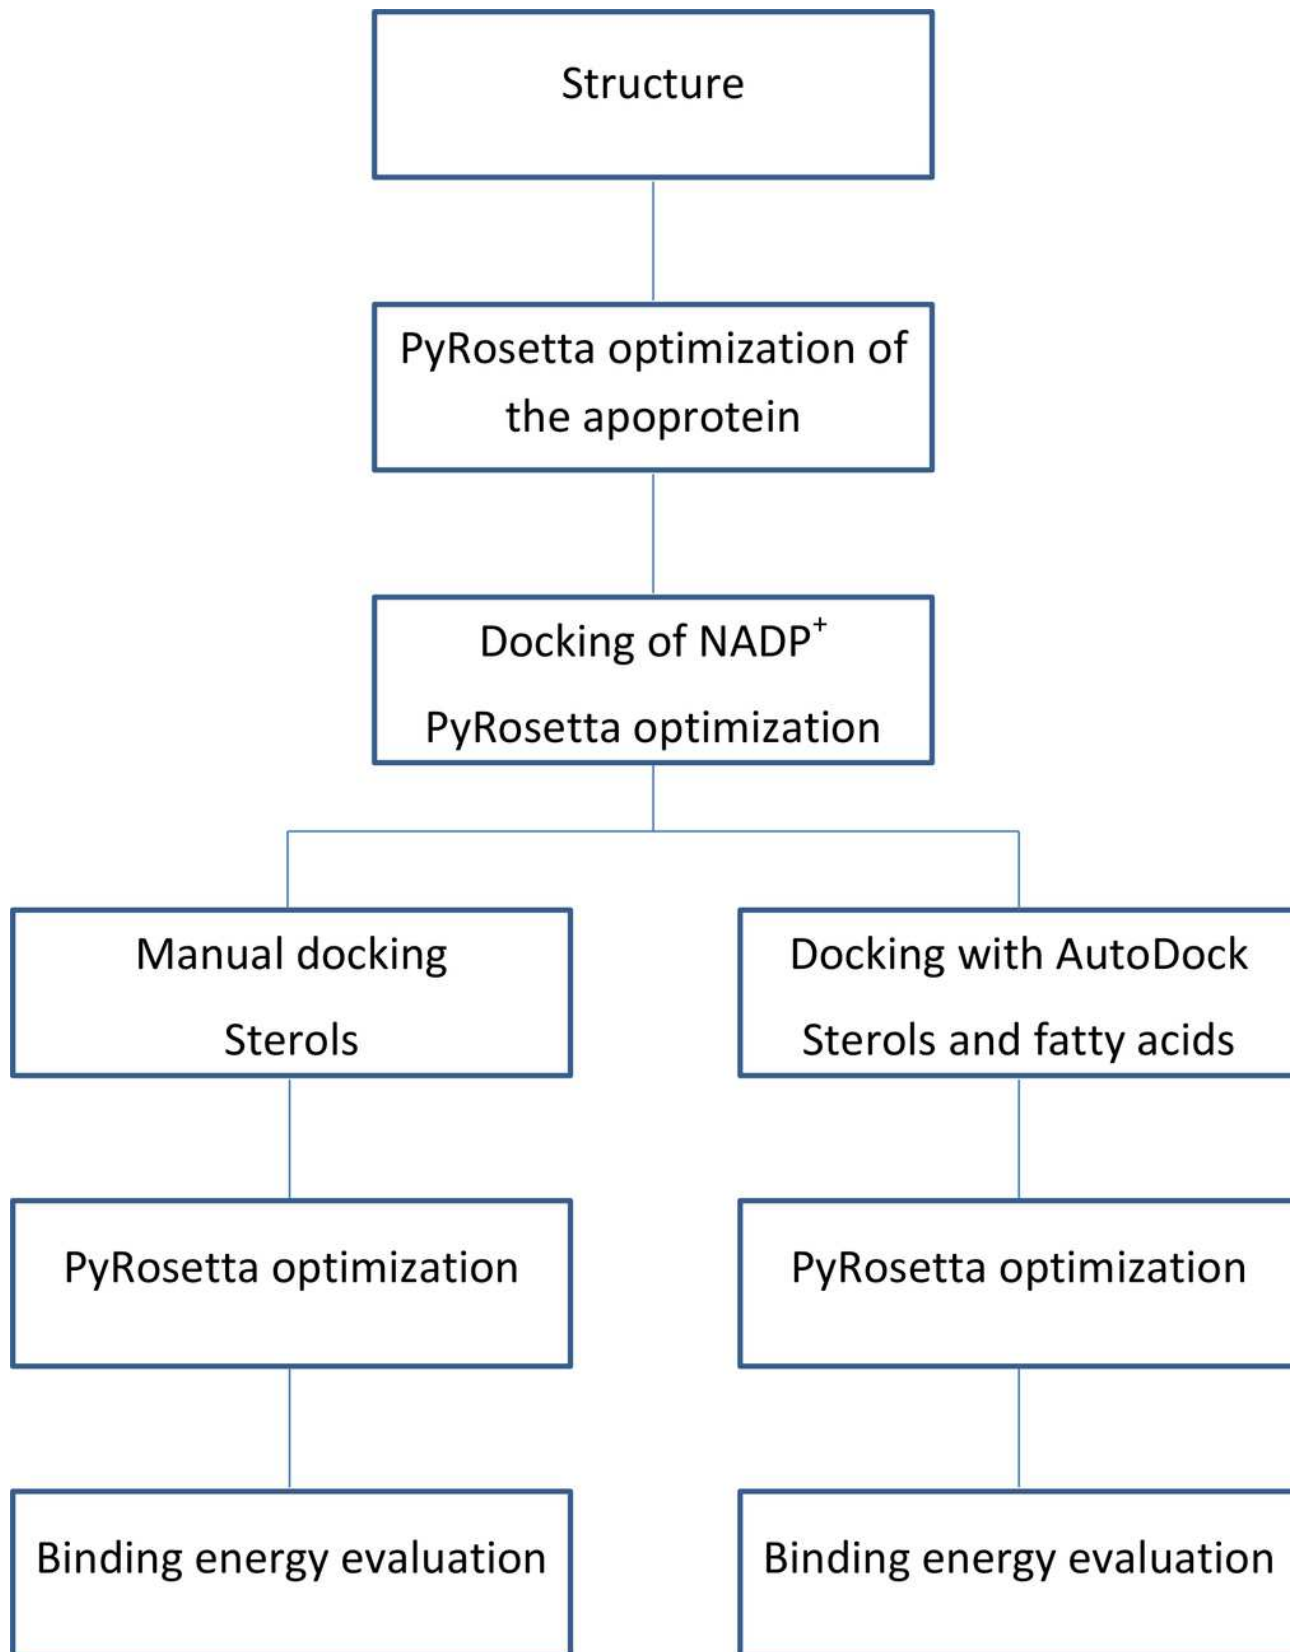 Structure
PyRosetta optimization of
the apoprotein
Docking of NADP⁺
PyRosetta optimization
Manual docking
Sterols
Docking with AutoDock
Sterols and fatty acids
PyRosetta optimization
PyRosetta optimization
Binding energy evaluation
Binding energy evaluation